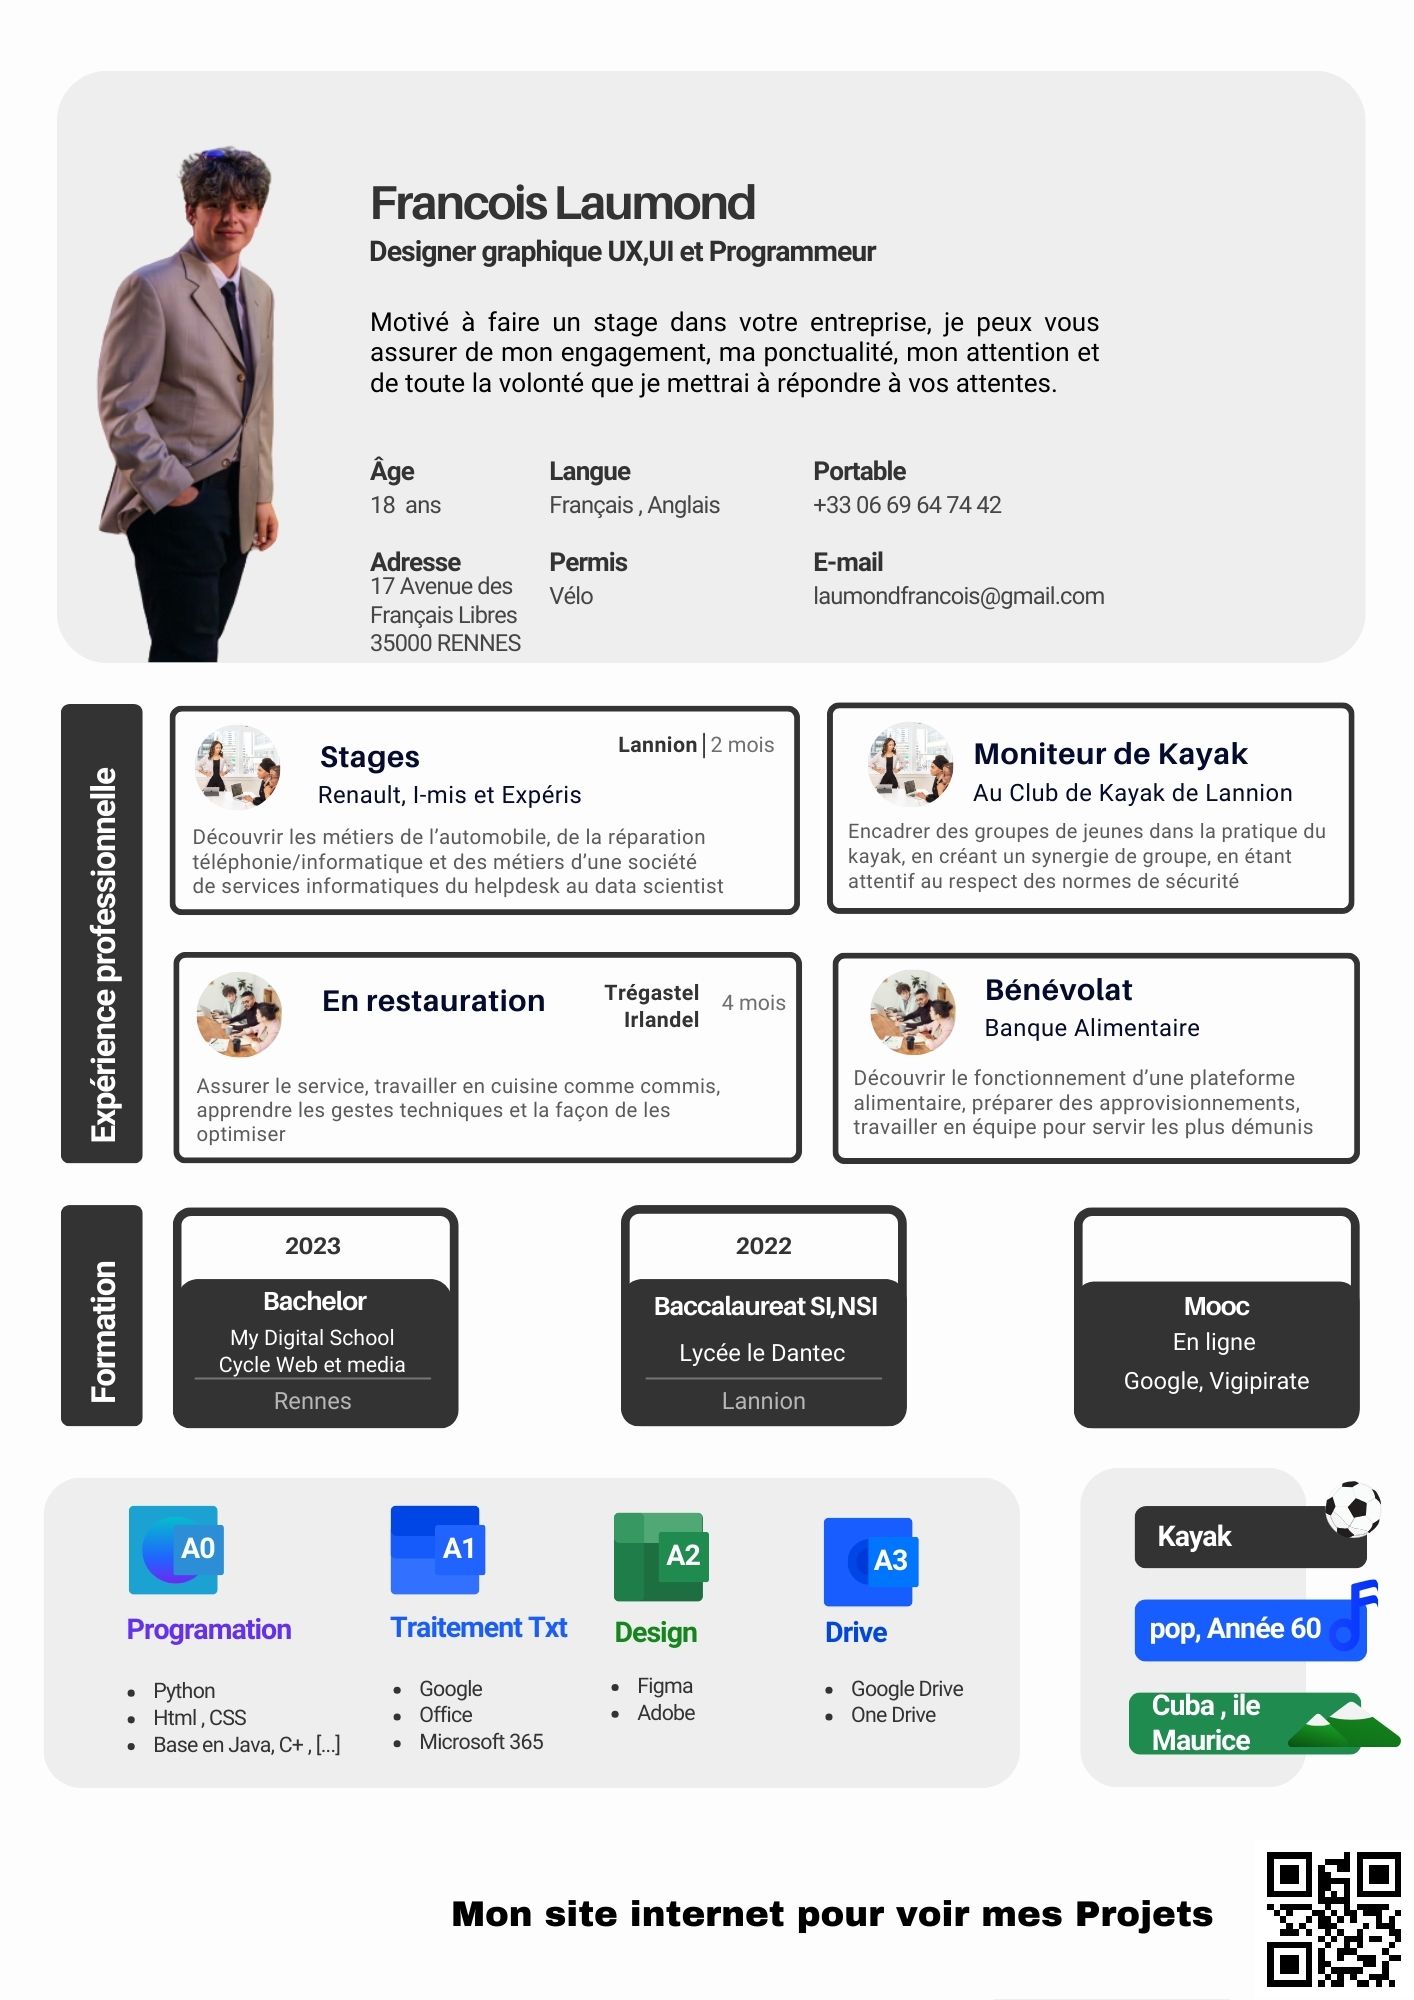 Francois Laumond
Designer graphique UX,UI et Programmeur
Motivé à faire un stage dans votre entreprise, je peux vous
assurer de mon engagement, ma ponctualité, mon attention et
de toute la volonté que je mettrai à répondre à vos attentes.
Âge
18 ans
Langue
Français , Anglais
Portable
+33 06 69 64 74 42
Adresse
17 Avenue des
Français Libres
35000 RENNES
Permis
Vélo
E-mail
laumondfrancois@gmail.com
Expérience professionnelle
Stages
Lannion | 2 mois
Renault, I-mis et Expéris
Découvrir les métiers de l’automobile, de la réparation
téléphonie/informatique et des métiers d’une société
de services informatiques du helpdesk au data scientist
Moniteur de Kayak
Au Club de Kayak de Lannion
Encadrer des groupes de jeunes dans la pratique du
kayak, en créant un synergie de groupe, en étant
attentif au respect des normes de sécurité
En restauration
Trégastel
Irlandel
4 mois
Assurer le service, travailler en cuisine comme commis,
apprendre les gestes techniques et la façon de les
optimiser
Bénévolat
Banque Alimentaire
Découvrir le fonctionnement d’une plateforme
alimentaire, préparer des approvisionnements,
travailler en équipe pour servir les plus démunis
Formation
2023
Bachelor
My Digital School
Cycle Web et media
Rennes
2022
Baccalaureat SI,NSI
Lycée le Dantec
Lannion
Mooc
En ligne
Google, Vigipirate
A0
Programation
Python
Html , CSS
Base en Java, C+ , [...]
A1
Traitement Txt
Google
Office
Microsoft 365
A2
Design
Figma
Adobe
A3
Drive
Google Drive
One Drive
Kayak
pop, Année 60
Cuba , ile
Maurice
Mon site internet pour voir mes Projets